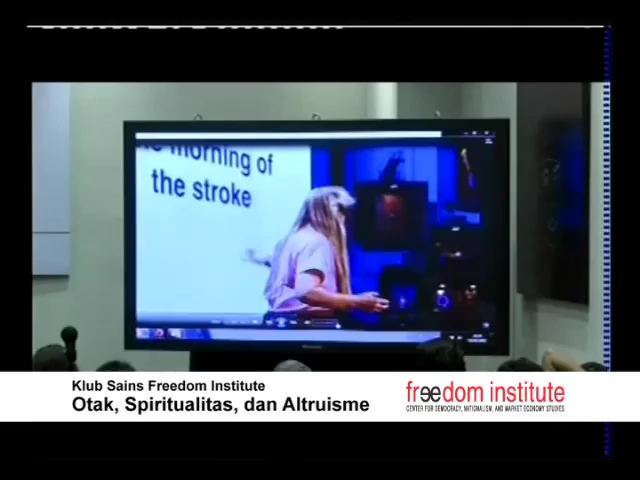 morning of
the stroke
Klub Sains Freedom Institute
Otak, Spiritualitas, dan Altruisme
freedom institute
CENTER FOR DEMOCRACY, NATIONALISM, AND MARKET ECONOMY STUDIES